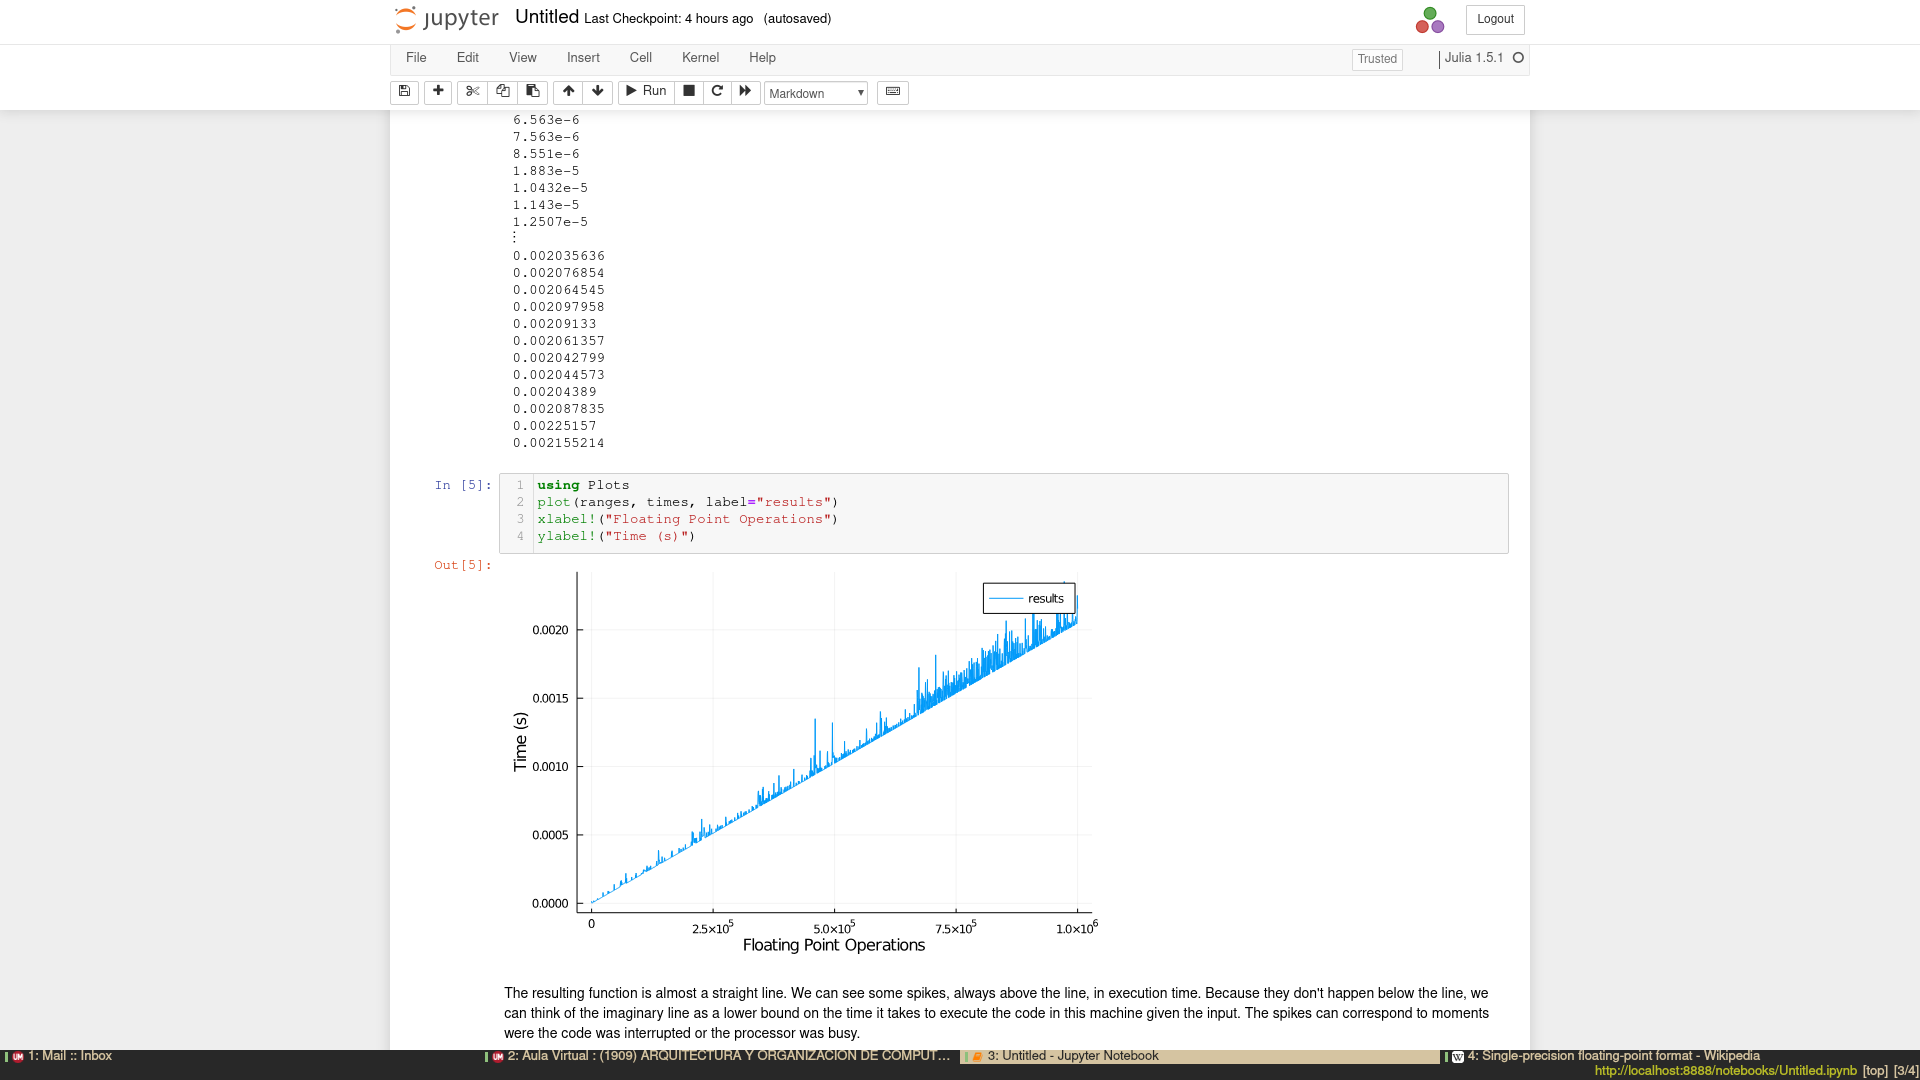 jupyter Untitled Last Checkpoint: 4 hours ago (autosaved) Logout
File Edit View Insert Cell Kernel Help Trusted Julia 1.5.1
Run Markdown
6.563e-6
7.563e-6
8.551e-6
1.883e-5
1.0432e-5
1.143e-5
1.2507e-5
⋮
0.002035636
0.002076854
0.002064545
0.002097958
0.00209133
0.002061357
0.002042799
0.002044573
0.00204389
0.002087835
0.00225157
0.002155214
In [5]:
1 using Plots
2 plot(ranges, times, label="results")
3 xlabel!("Floating Point Operations")
4 ylabel!("Time (s)")
Out[5]:
results
0.0020
0.0015
0.0010
0.0005
0.0000
Time (s)
0 2.5×10⁵ 5.0×10⁵ 7.5×10⁵ 1.0×10⁶
Floating Point Operations
The resulting function is almost a straight line. We can see some spikes, always above the line, in execution time. Because they don't happen below the line, we
can think of the imaginary line as a lower bound on the time it takes to execute the code in this machine given the input. The spikes can correspond to moments
were the code was interrupted or the processor was busy.
1: Mail :: Inbox
2: Aula Virtual : (1909) ARQUITECTURA Y ORGANIZACIÓN DE COMPUT…
3: Untitled - Jupyter Notebook
4: Single-precision floating-point format - Wikipedia
http://localhost:8888/notebooks/Untitled.ipynb [top] [3/4]